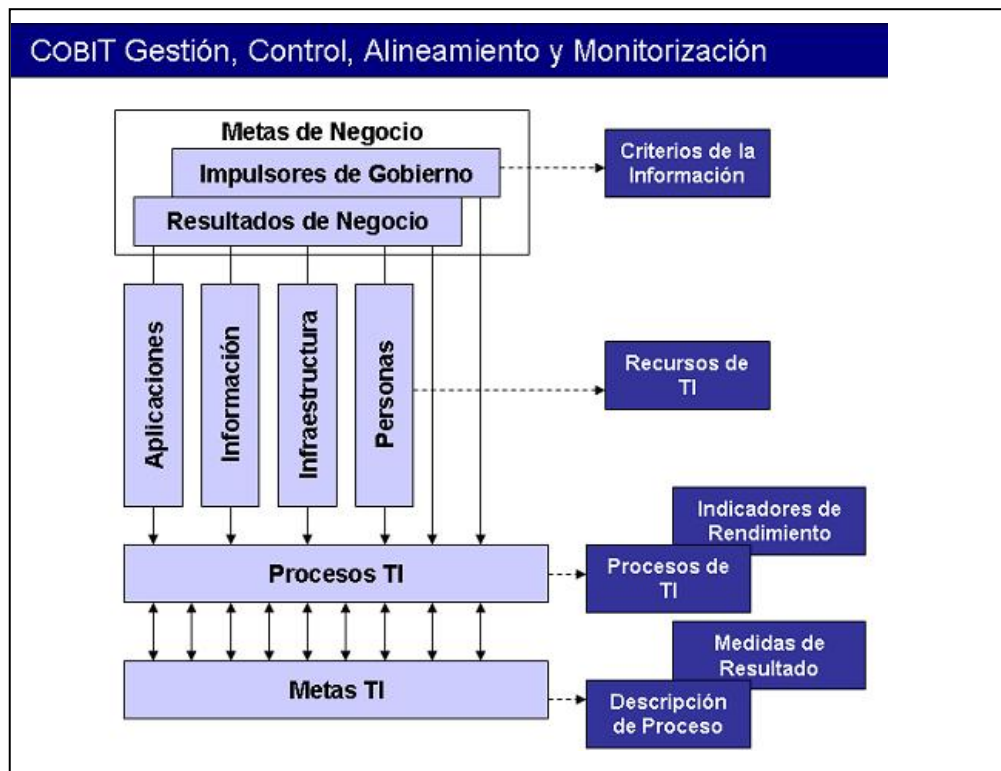 COBIT Gestión, Control, Alineamiento y Monitorización
Metas de Negocio
Impulsores de Gobierno
Resultados de Negocio
Criterios de la
Información
Aplicaciones
Información
Infraestructura
Personas
Recursos de
TI
Indicadores de
Rendimiento
Procesos TI
Procesos de
TI
Medidas de
Resultado
Metas TI
Descripción
de Proceso